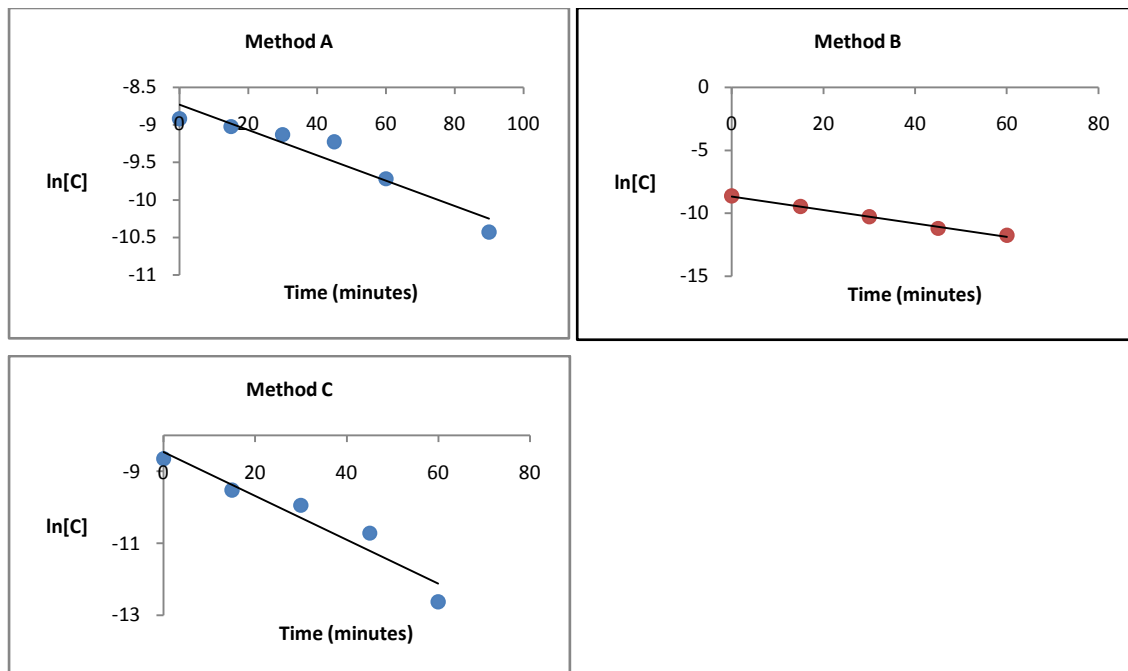 Method A
-8.5
0 20 40 60 80 100
-9
-9.5
ln[C]
-10
-10.5
-11
Time (minutes)
Method B
0
0 20 40 60 80
-5
ln[C]
-10
-15
Time (minutes)
Method C
0 20 40 60 80
-9
ln[C]
-11
-13
Time (minutes)